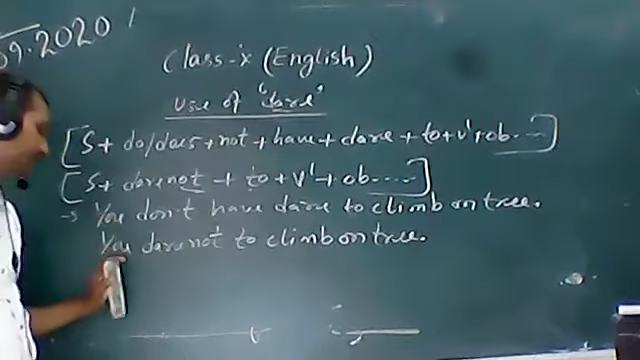 09.2020
Class-X (English)
Use of "dare"
[S + do/does + not + have + dare + to + V¹ + ob....]
[S + dare not + to + V¹ + ob.....]
→ You don't have dare to climb on tree.
You dare not to climb on tree.